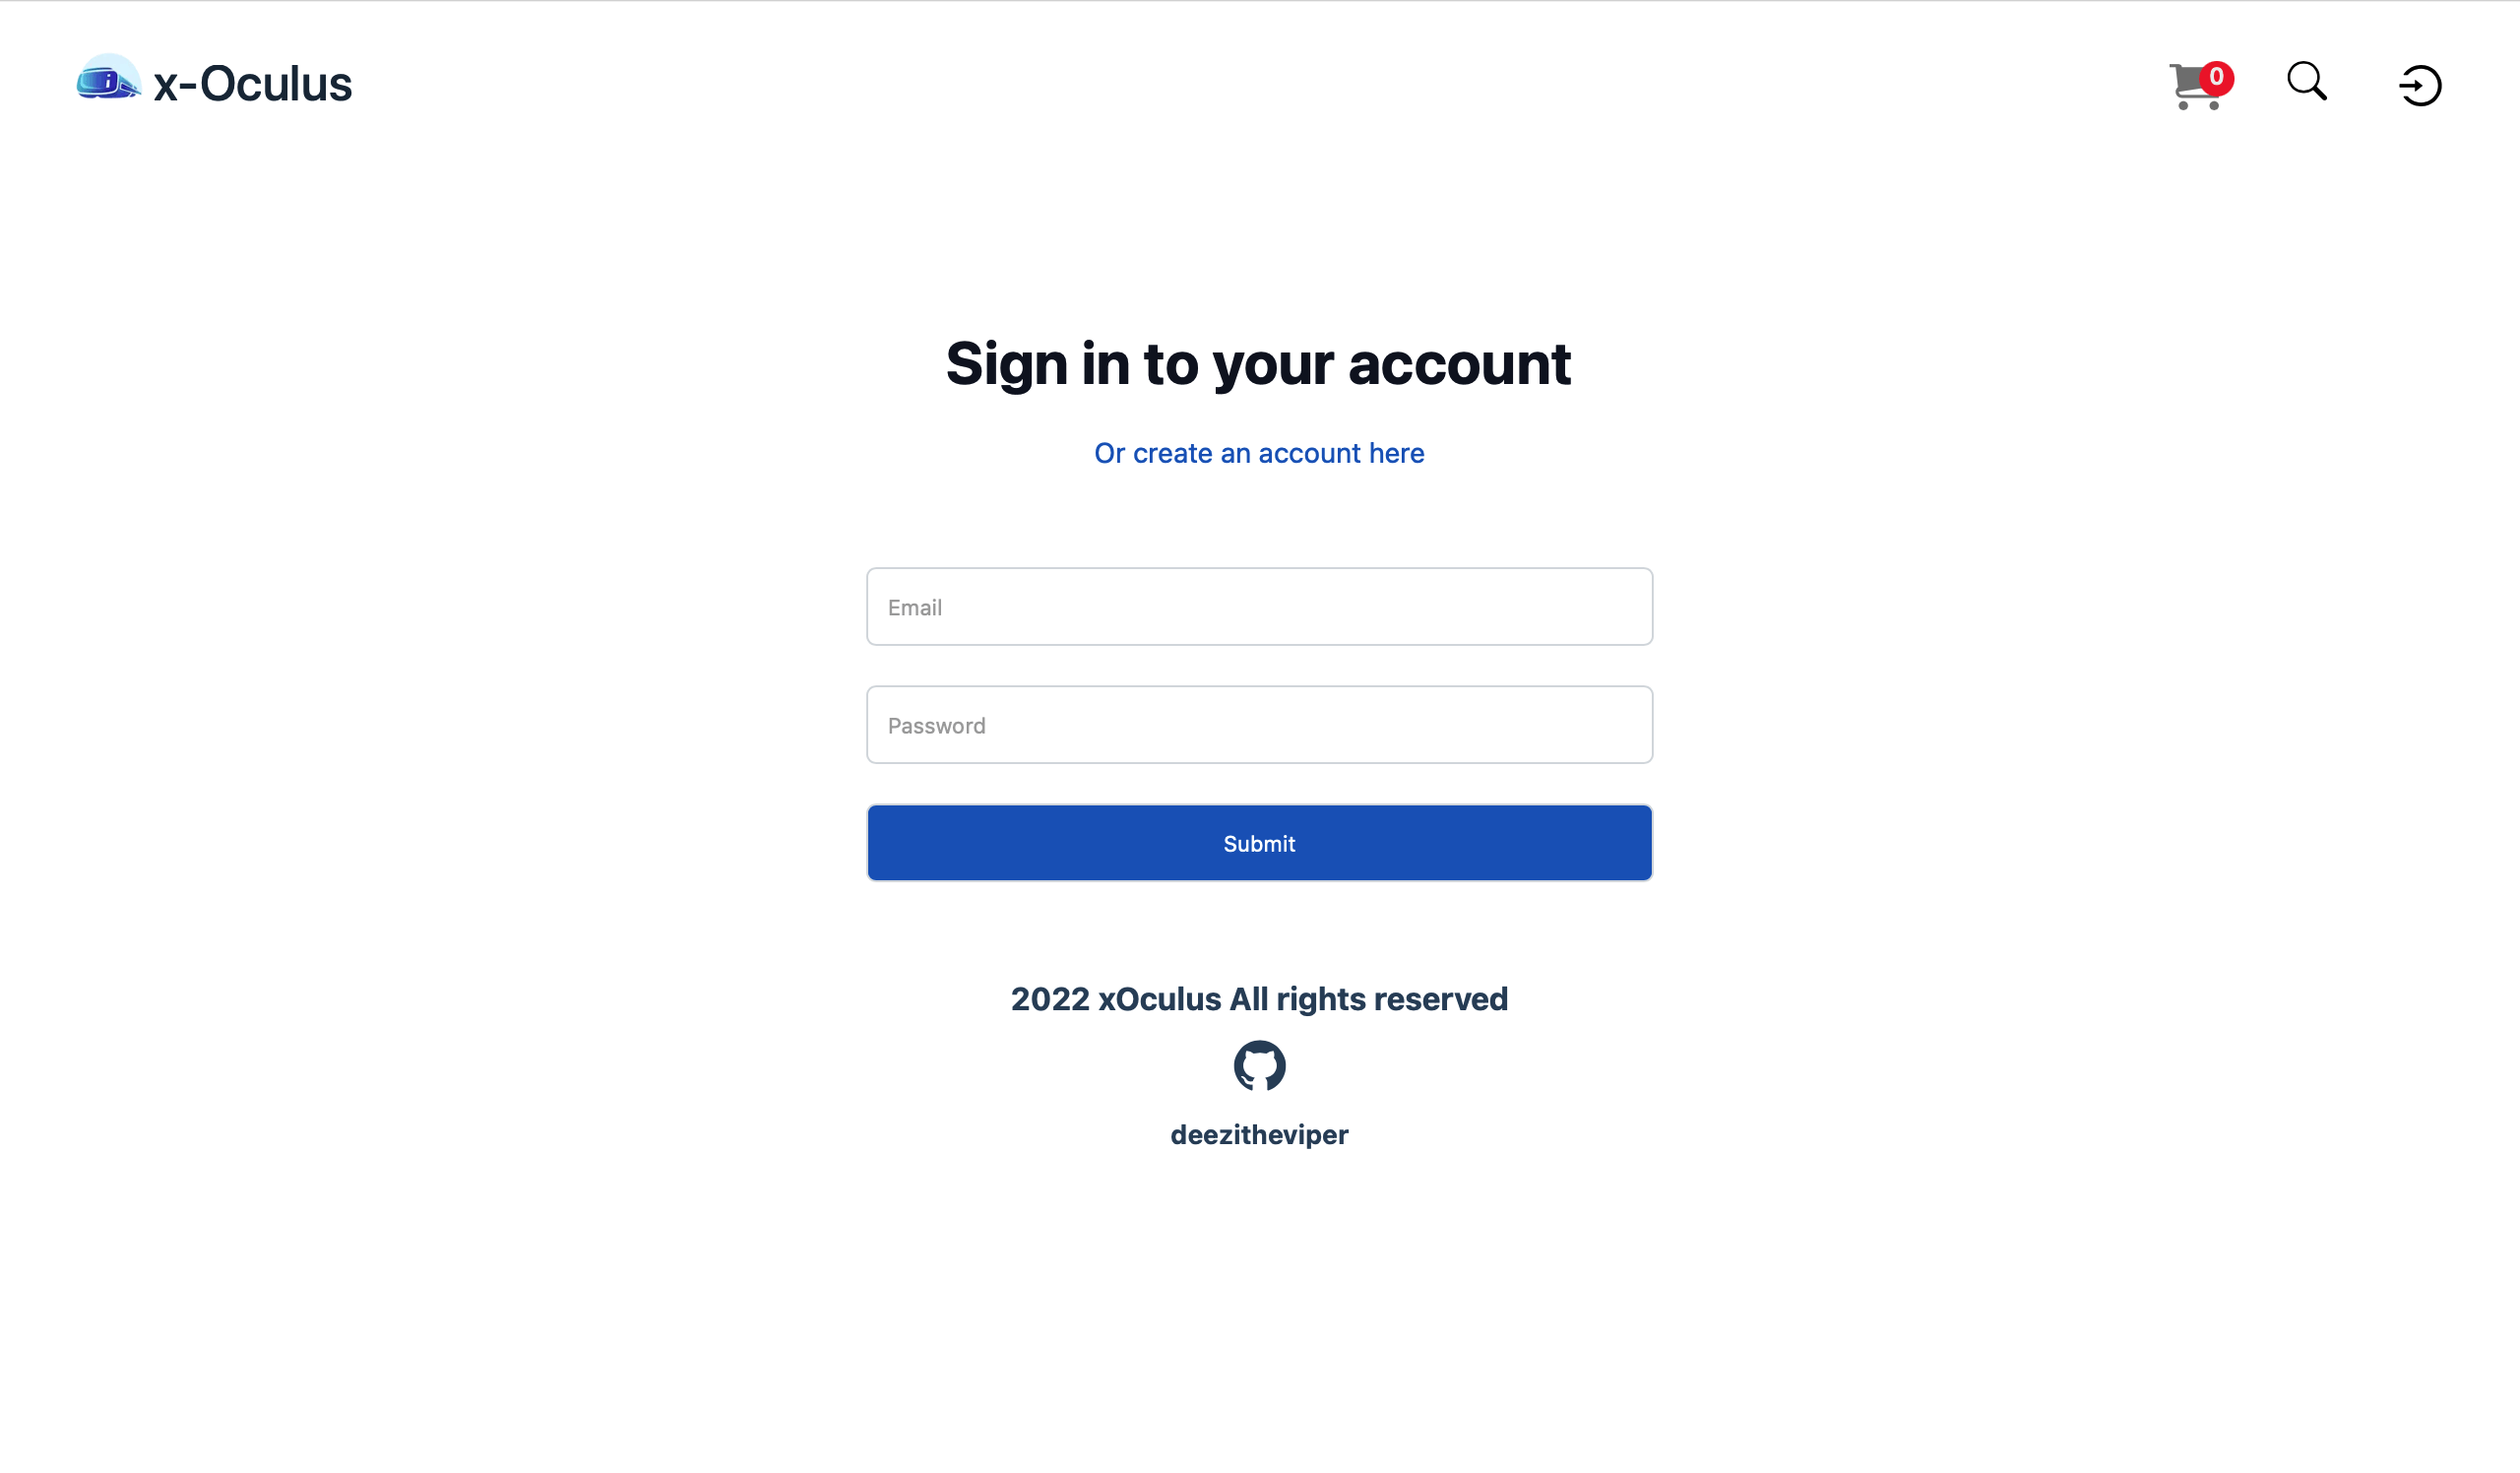 x-Oculus
0
Sign in to your account
Or create an account here
Email
Password
Submit
2022 xOculus All rights reserved
deezitheviper